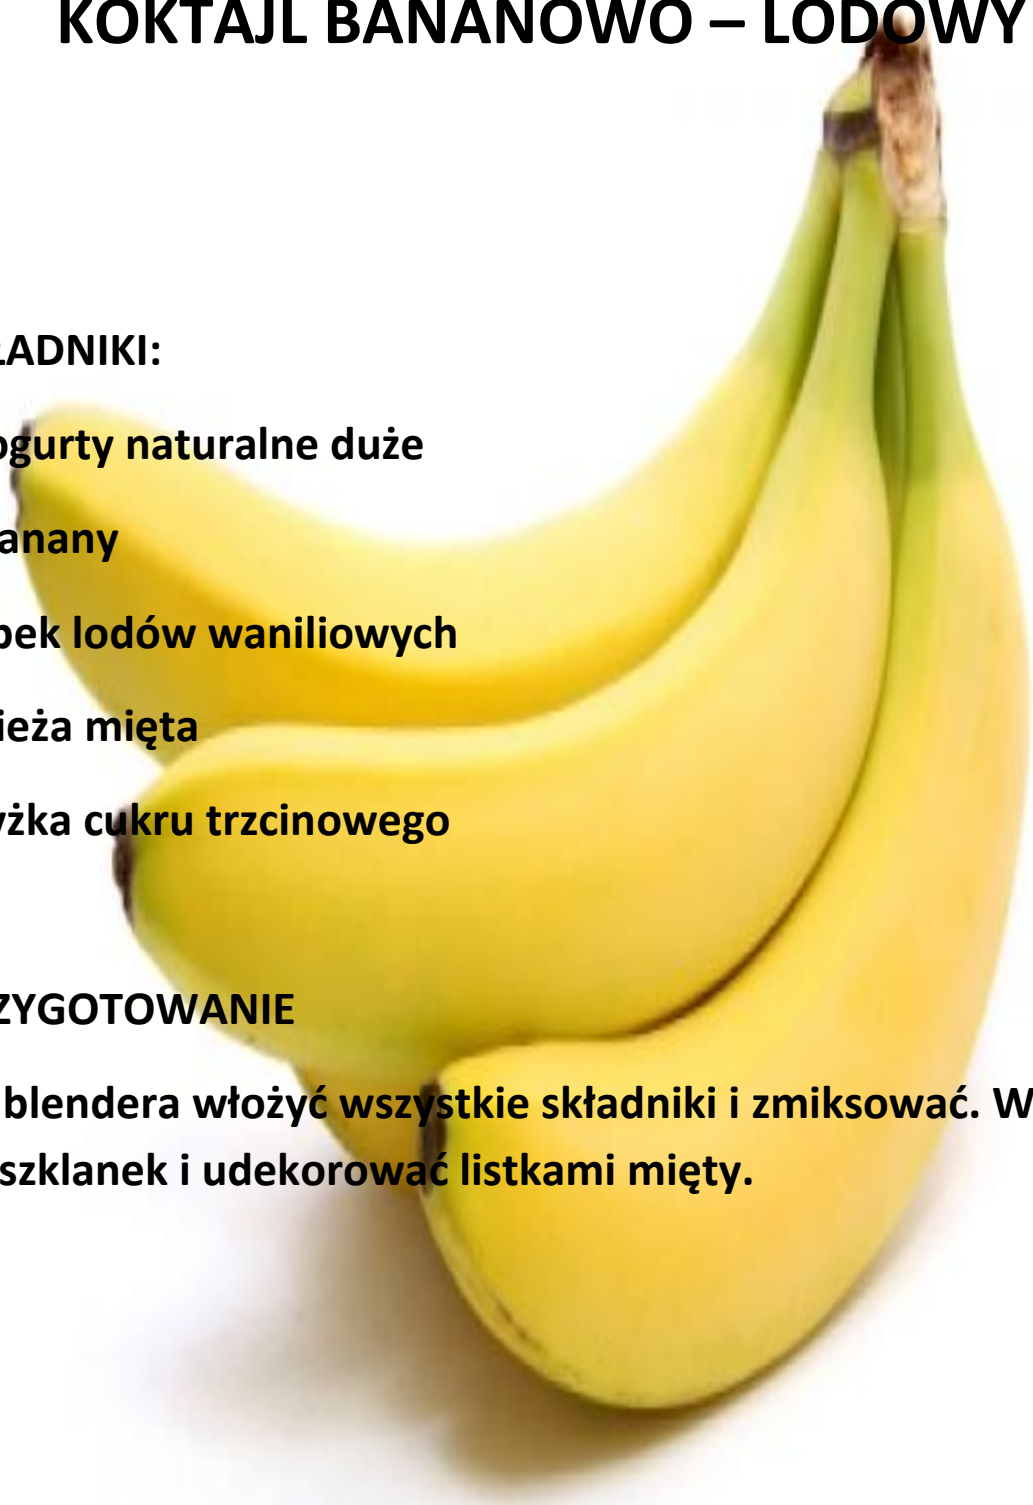 KOKTAJL BANANOWO – LODOWY
ŁADNIKI:
ogurty naturalne duże
anany
bek lodów waniliowych
ieża mięta
yżka cukru trzcinowego
ZYGOTOWANIE
blendera włożyć wszystkie składniki i zmiksować. W
szklanek i udekorować listkami mięty.